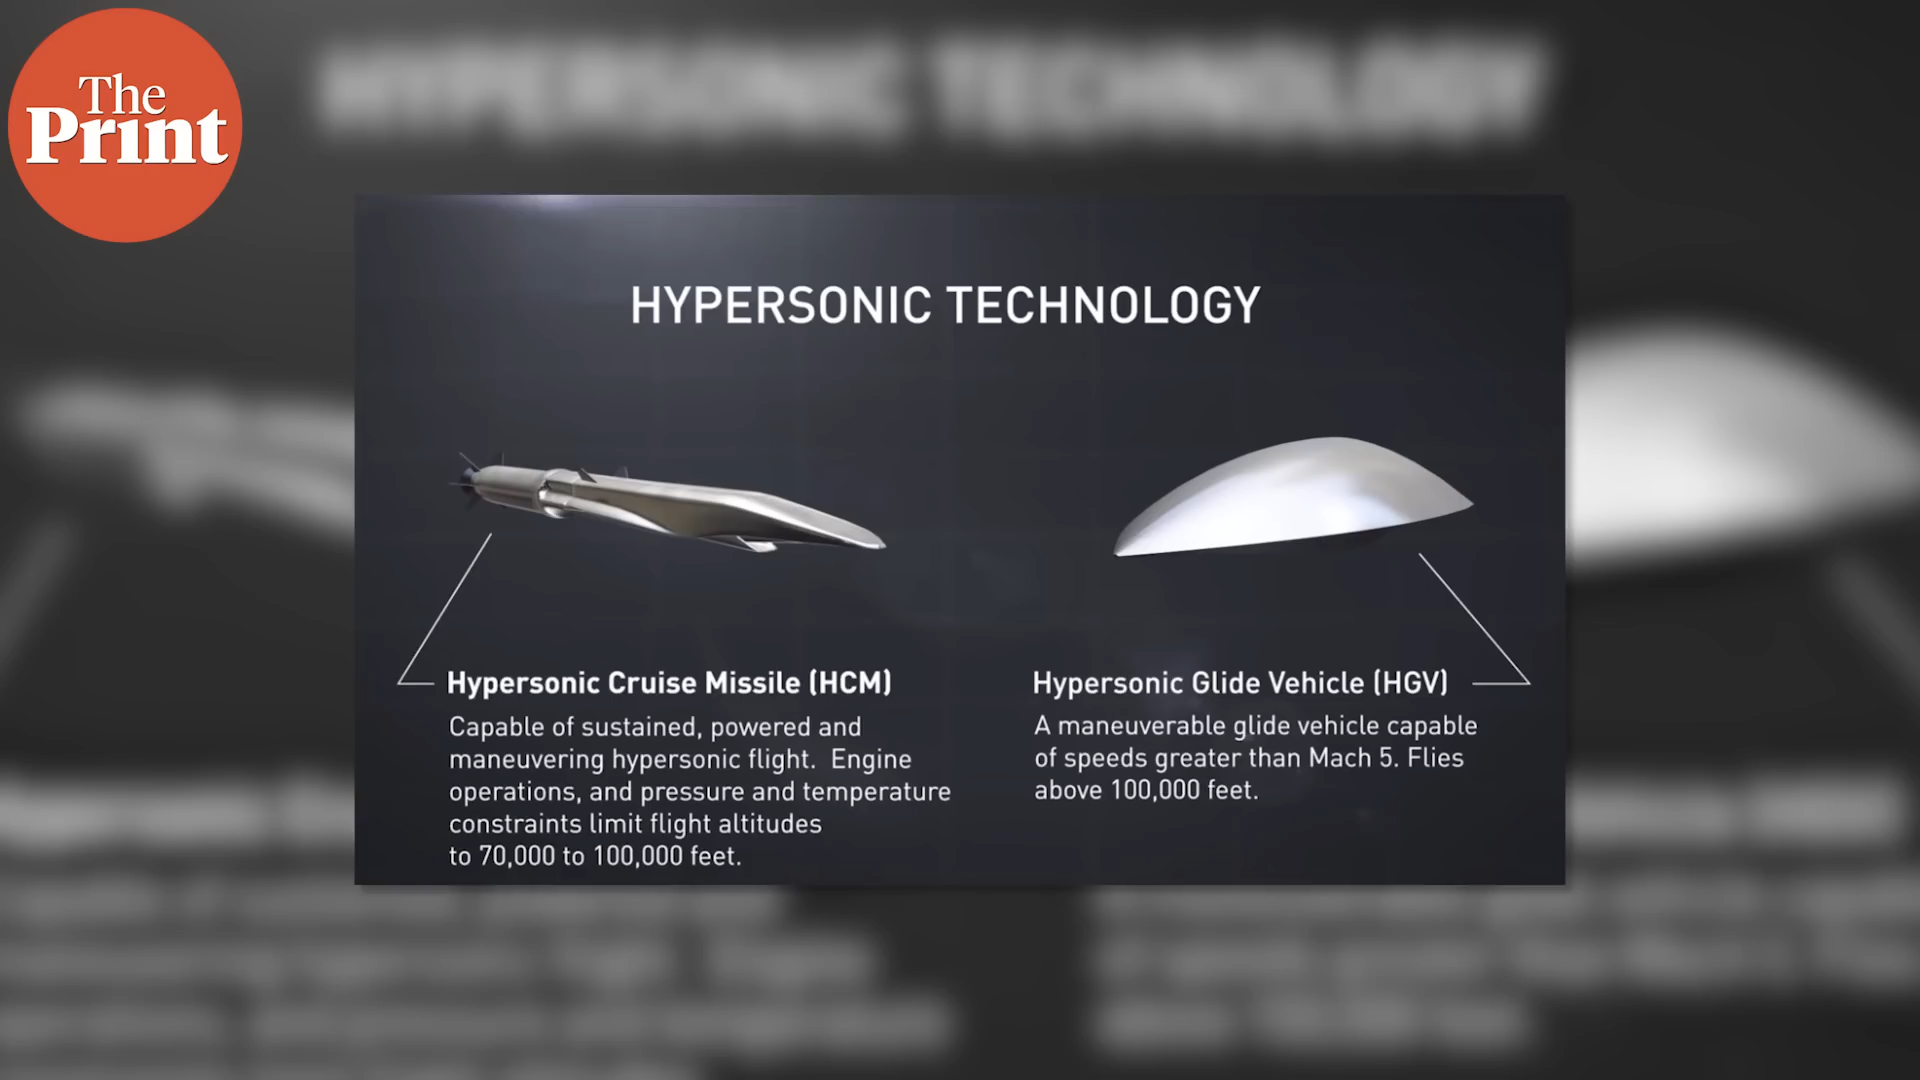 The
Print
HYPERSONIC TECHNOLOGY
HYPERSONIC TECHNOLOGY
Hypersonic Cruise Missile (HCM)
Capable of sustained, powered and
maneuvering hypersonic flight. Engine
operations, and pressure and temperature
constraints limit flight altitudes
to 70,000 to 100,000 feet.
Hypersonic Glide Vehicle (HGV)
A maneuverable glide vehicle capable
of speeds greater than Mach 5. Flies
above 100,000 feet.